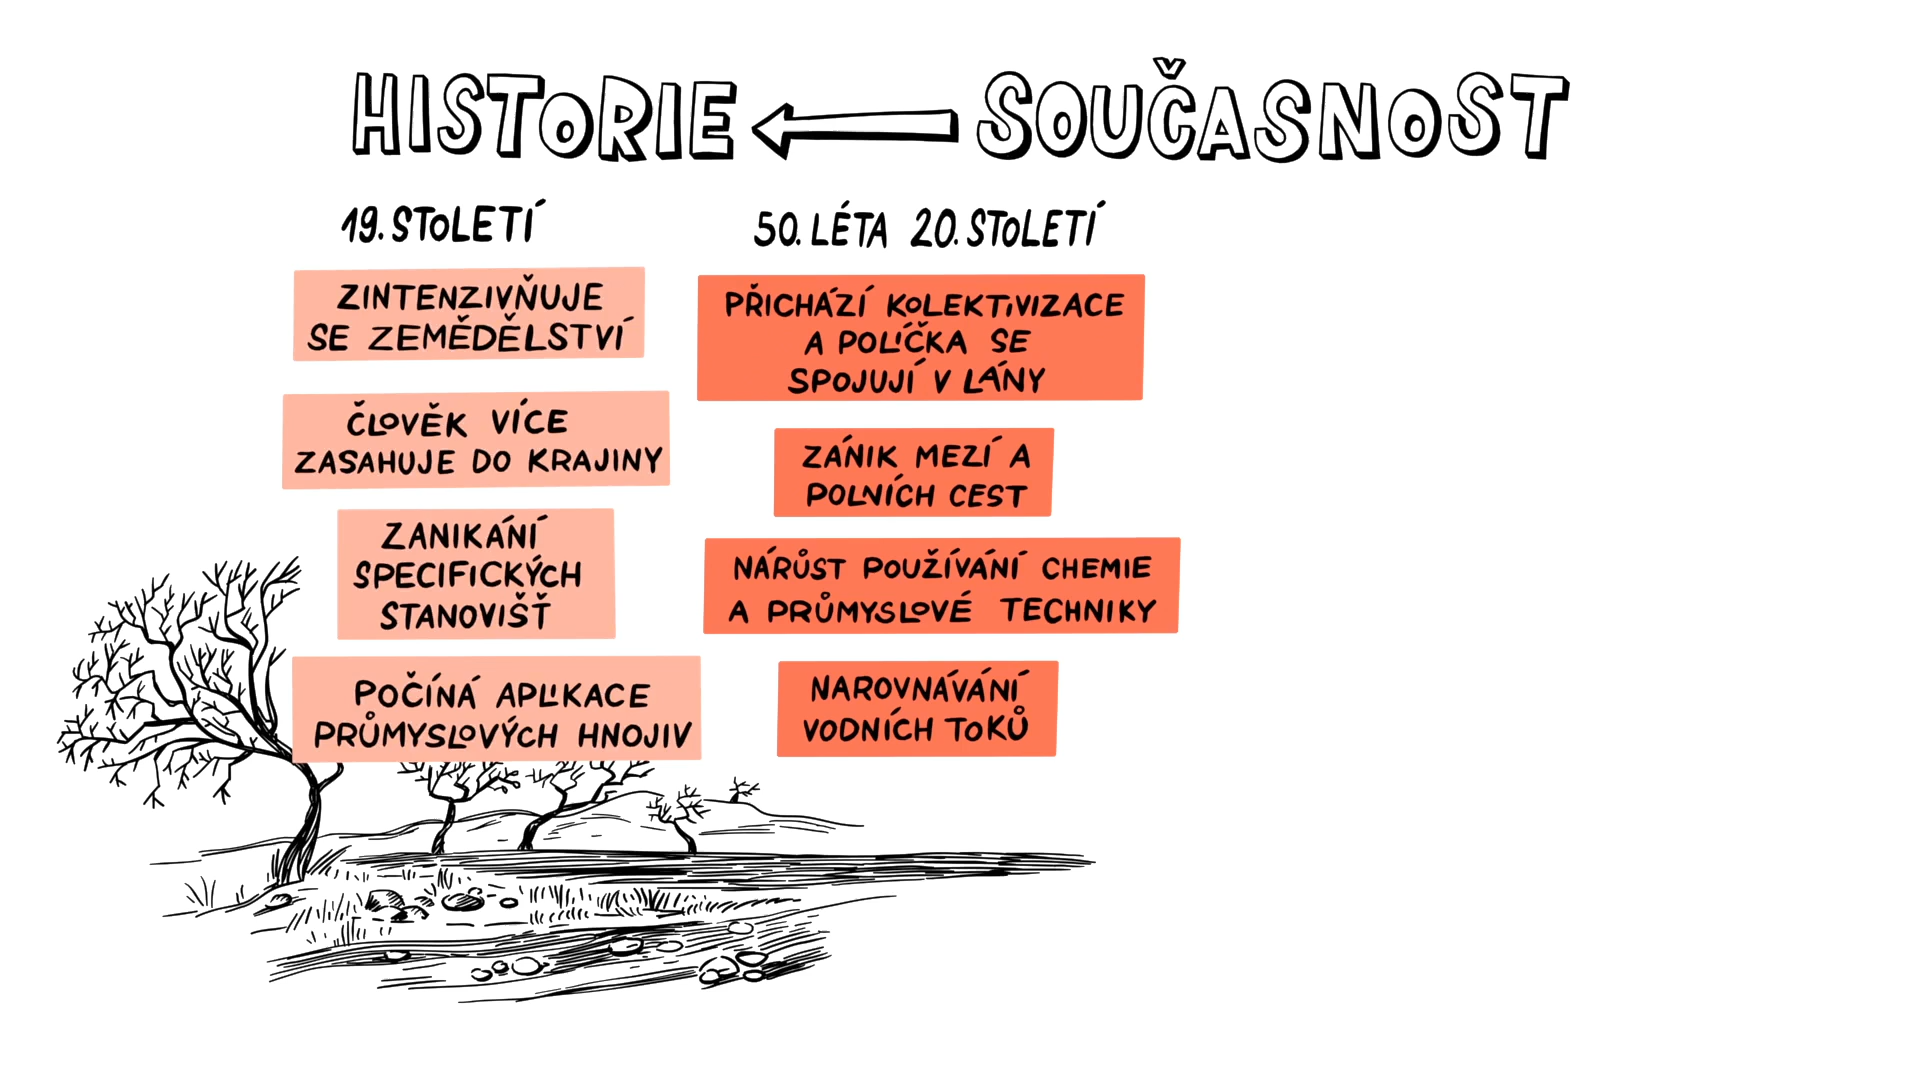 HISTORIE
SOUČASNOST
19. STOLETÍ
ZINTENZIVŇUJE
SE ZEMĚDĚLSTVÍ
ČLOVĚK VÍCE
ZASAHUJE DO KRAJINY
ZANIKÁNÍ
SPECIFICKÝCH
STANOVIŠŤ
POČÍNÁ APLIKACE
PRŮMYSLOVÝCH HNOJIV
50. LÉTA 20. STOLETÍ
PŘICHÁZÍ KOLEKTIVIZACE
A POLÍČKA SE
SPOJUJÍ V LÁNY
ZÁNIK MEZÍ A
POLNÍCH CEST
NÁRŮST POUŽÍVÁNÍ CHEMIE
A PRŮMYSLOVÉ TECHNIKY
NAROVNÁVÁNÍ
VODNÍCH TOKŮ